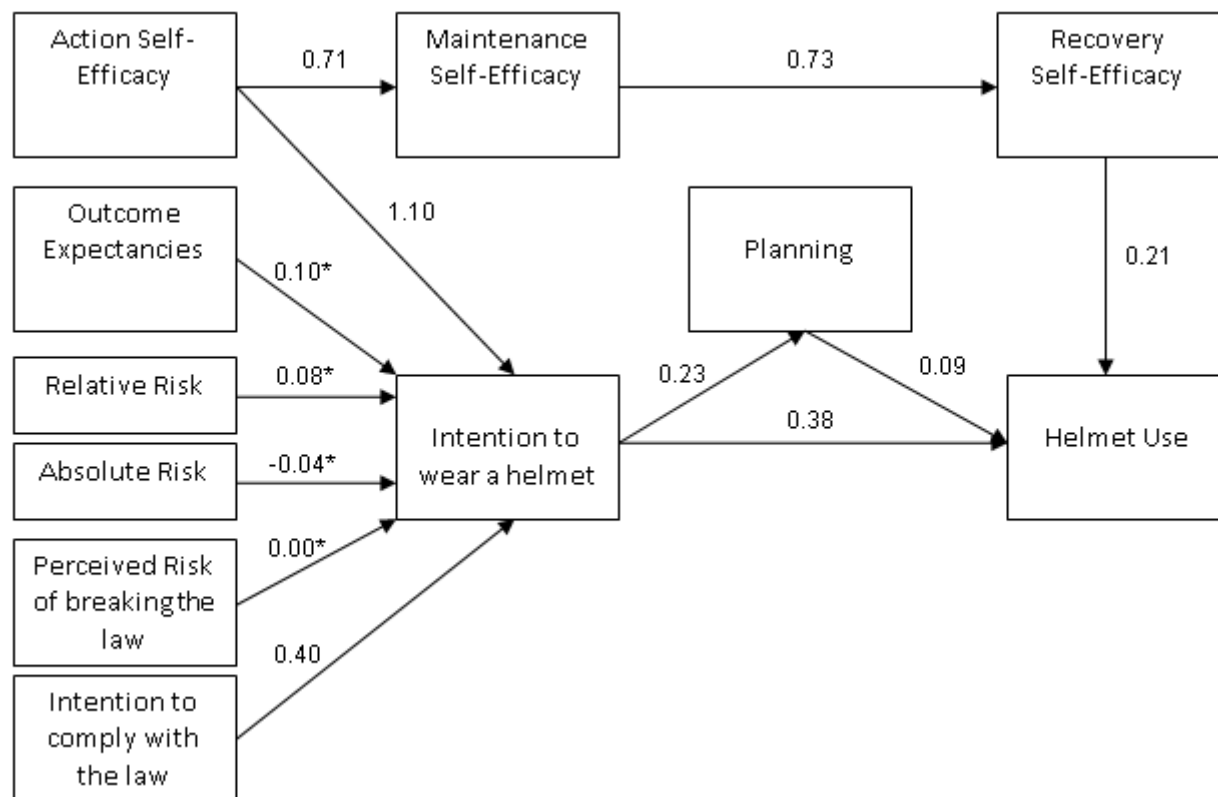 Action Self-
Efficacy
0.71
Maintenance
Self-Efficacy
0.73
Recovery
Self-Efficacy
1.10
Outcome
Expectancies
0.10*
Planning
0.21
Relative Risk
0.08*
0.23
0.09
Absolute Risk
-0.04*
Intention to
wear a helmet
0.38
Helmet Use
Perceived Risk
of breaking the
law
0.00*
0.40
Intention to
comply with
the law